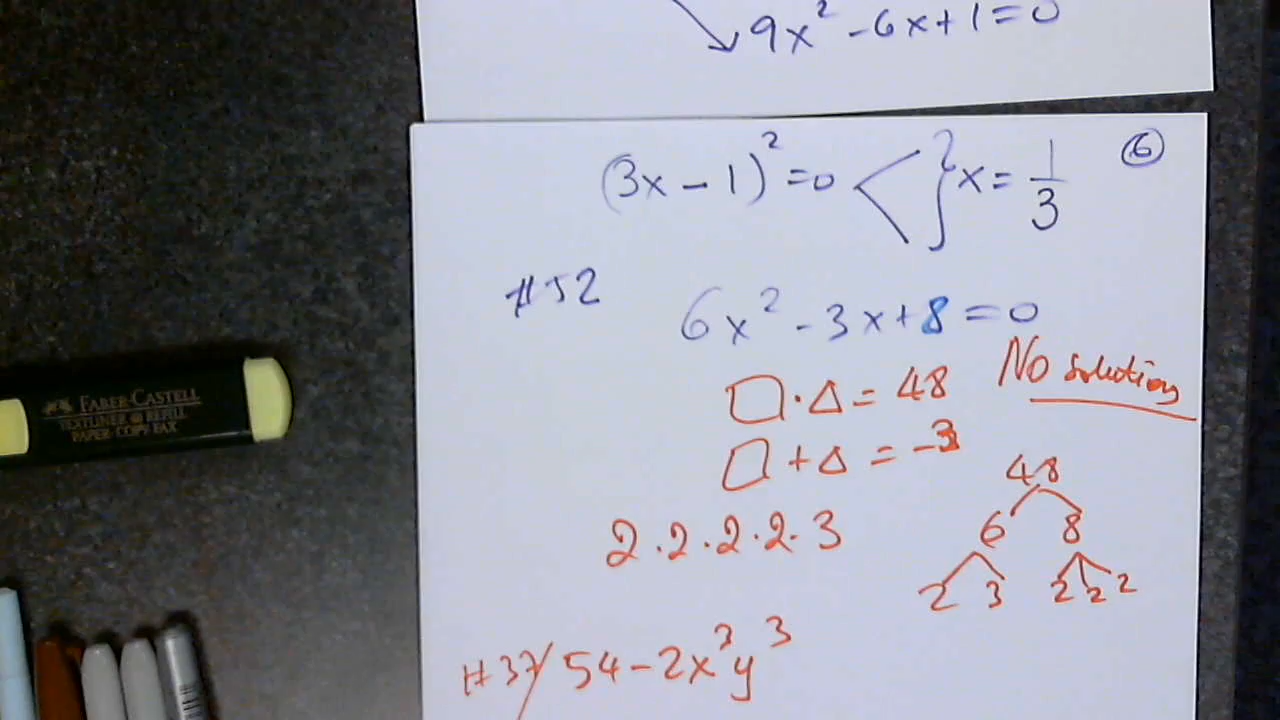 9x² - 6x + 1 = 0
(3x - 1)² = 0 < } x = 1/3
6
#52
6x² - 3x + 8 = 0
No solution
□ · △ = 48
□ + △ = -3
48
6 8
2 3 2 2 2
2 · 2 · 2 · 2 · 3
#37/ 54 - 2x³y³
FABER-CASTELL
TEXTLINER REFILL
PAPER-COPY-FAX